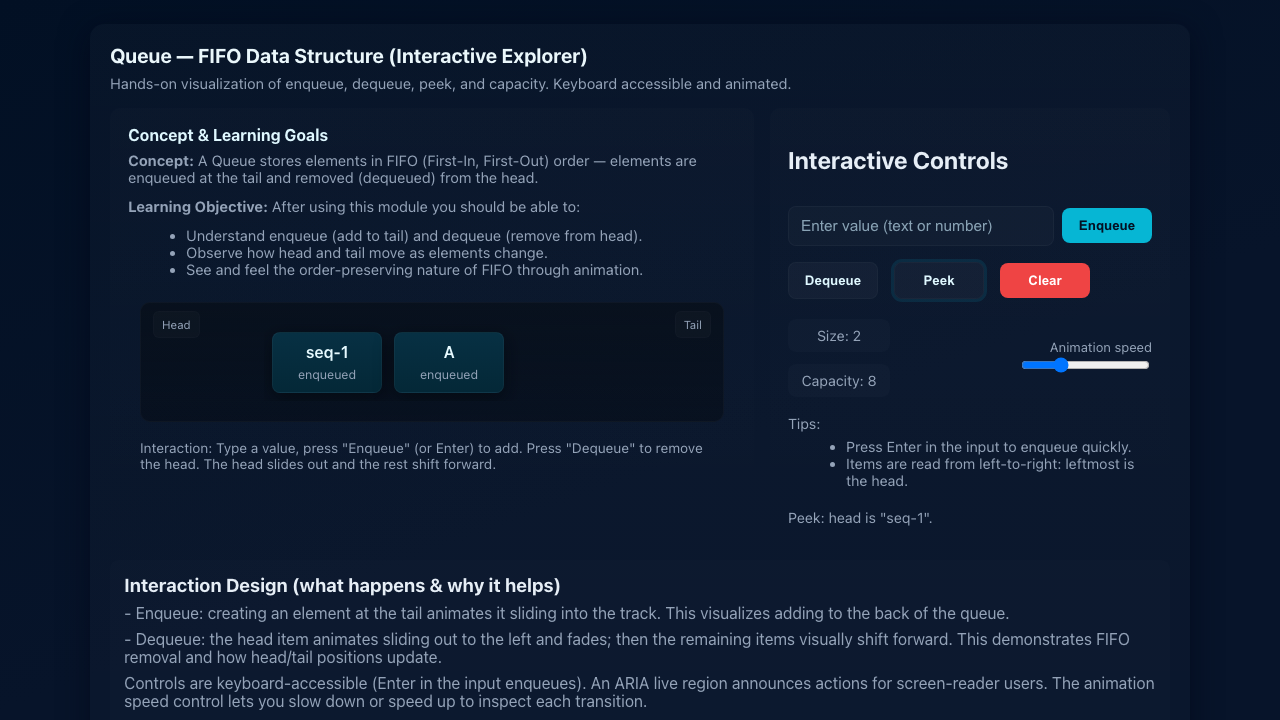 Queue — FIFO Data Structure (Interactive Explorer)
Hands-on visualization of enqueue, dequeue, peek, and capacity. Keyboard accessible and animated.
Concept & Learning Goals
Concept: A Queue stores elements in FIFO (First-In, First-Out) order — elements are
enqueued at the tail and removed (dequeued) from the head.
Learning Objective: After using this module you should be able to:
• Understand enqueue (add to tail) and dequeue (remove from head).
• Observe how head and tail move as elements change.
• See and feel the order-preserving nature of FIFO through animation.
Head
Tail
seq-1
enqueued
A
enqueued
Interaction: Type a value, press "Enqueue" (or Enter) to add. Press "Dequeue" to remove
the head. The head slides out and the rest shift forward.
Interactive Controls
Enter value (text or number)
Enqueue
Dequeue
Peek
Clear
Size: 2
Capacity: 8
Animation speed
Tips:
• Press Enter in the input to enqueue quickly.
• Items are read from left-to-right: leftmost is
the head.
Peek: head is "seq-1".
Interaction Design (what happens & why it helps)
- Enqueue: creating an element at the tail animates it sliding into the track. This visualizes adding to the back of the queue.
- Dequeue: the head item animates sliding out to the left and fades; then the remaining items visually shift forward. This demonstrates FIFO
removal and how head/tail positions update.
Controls are keyboard-accessible (Enter in the input enqueues). An ARIA live region announces actions for screen-reader users. The animation
speed control lets you slow down or speed up to inspect each transition.